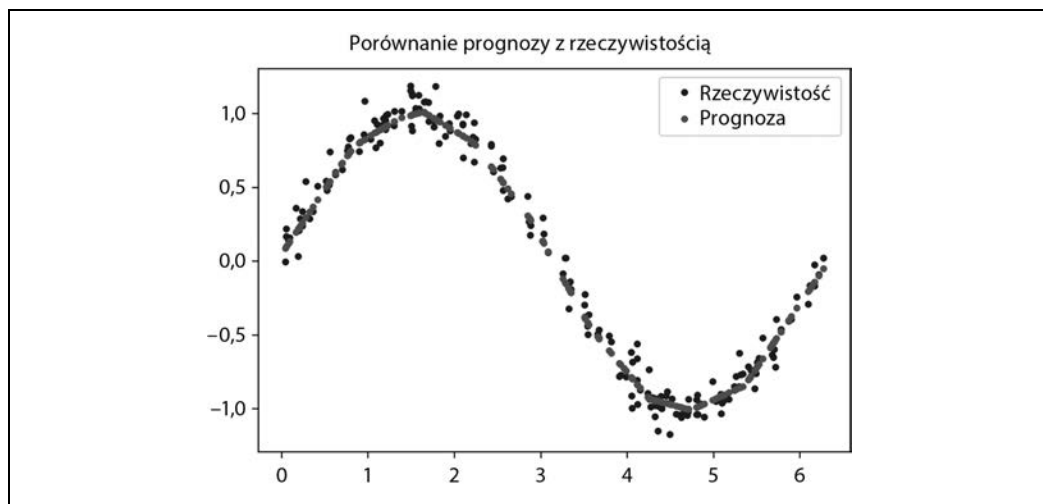 Porównanie prognozy z rzeczywistością
Rzeczywistość
Prognoza
1,0
0,5
0,0
−0,5
−1,0
0 1 2 3 4 5 6